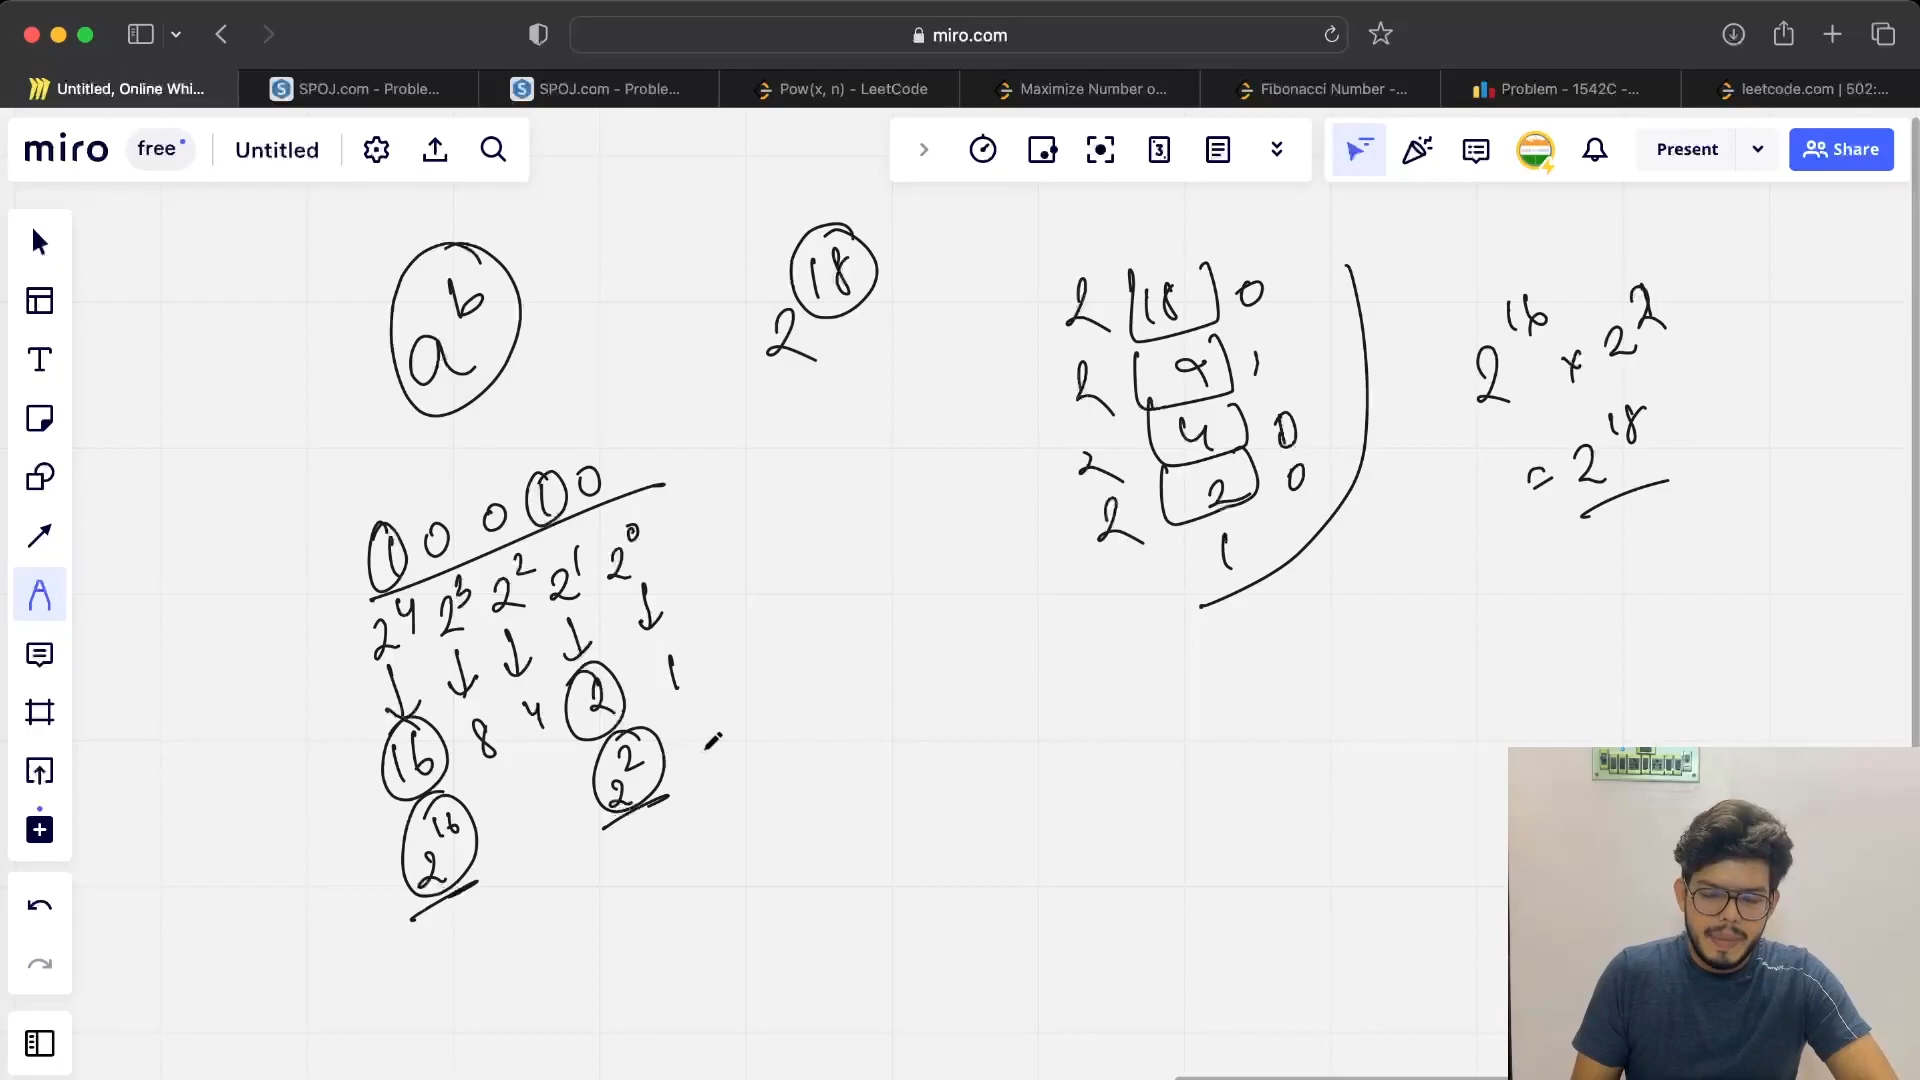 miro.com
Untitled, Online Whi...
SPOJ.com - Proble...
SPOJ.com - Proble...
Pow(x, n) - LeetCode
Maximize Number o...
Fibonacci Number -...
Problem - 1542C -...
leetcode.com | 502:...
miro free Untitled
3
Present
Share
a^b
2^18
2 18 0
2 9 1
2 4 0
2 2 0
1
2^16 × 2^2
= 2^18
1 0 0 1 0
2^4 2^3 2^2 2^1 2^0
16 8 4 2 1
2^16 2^2